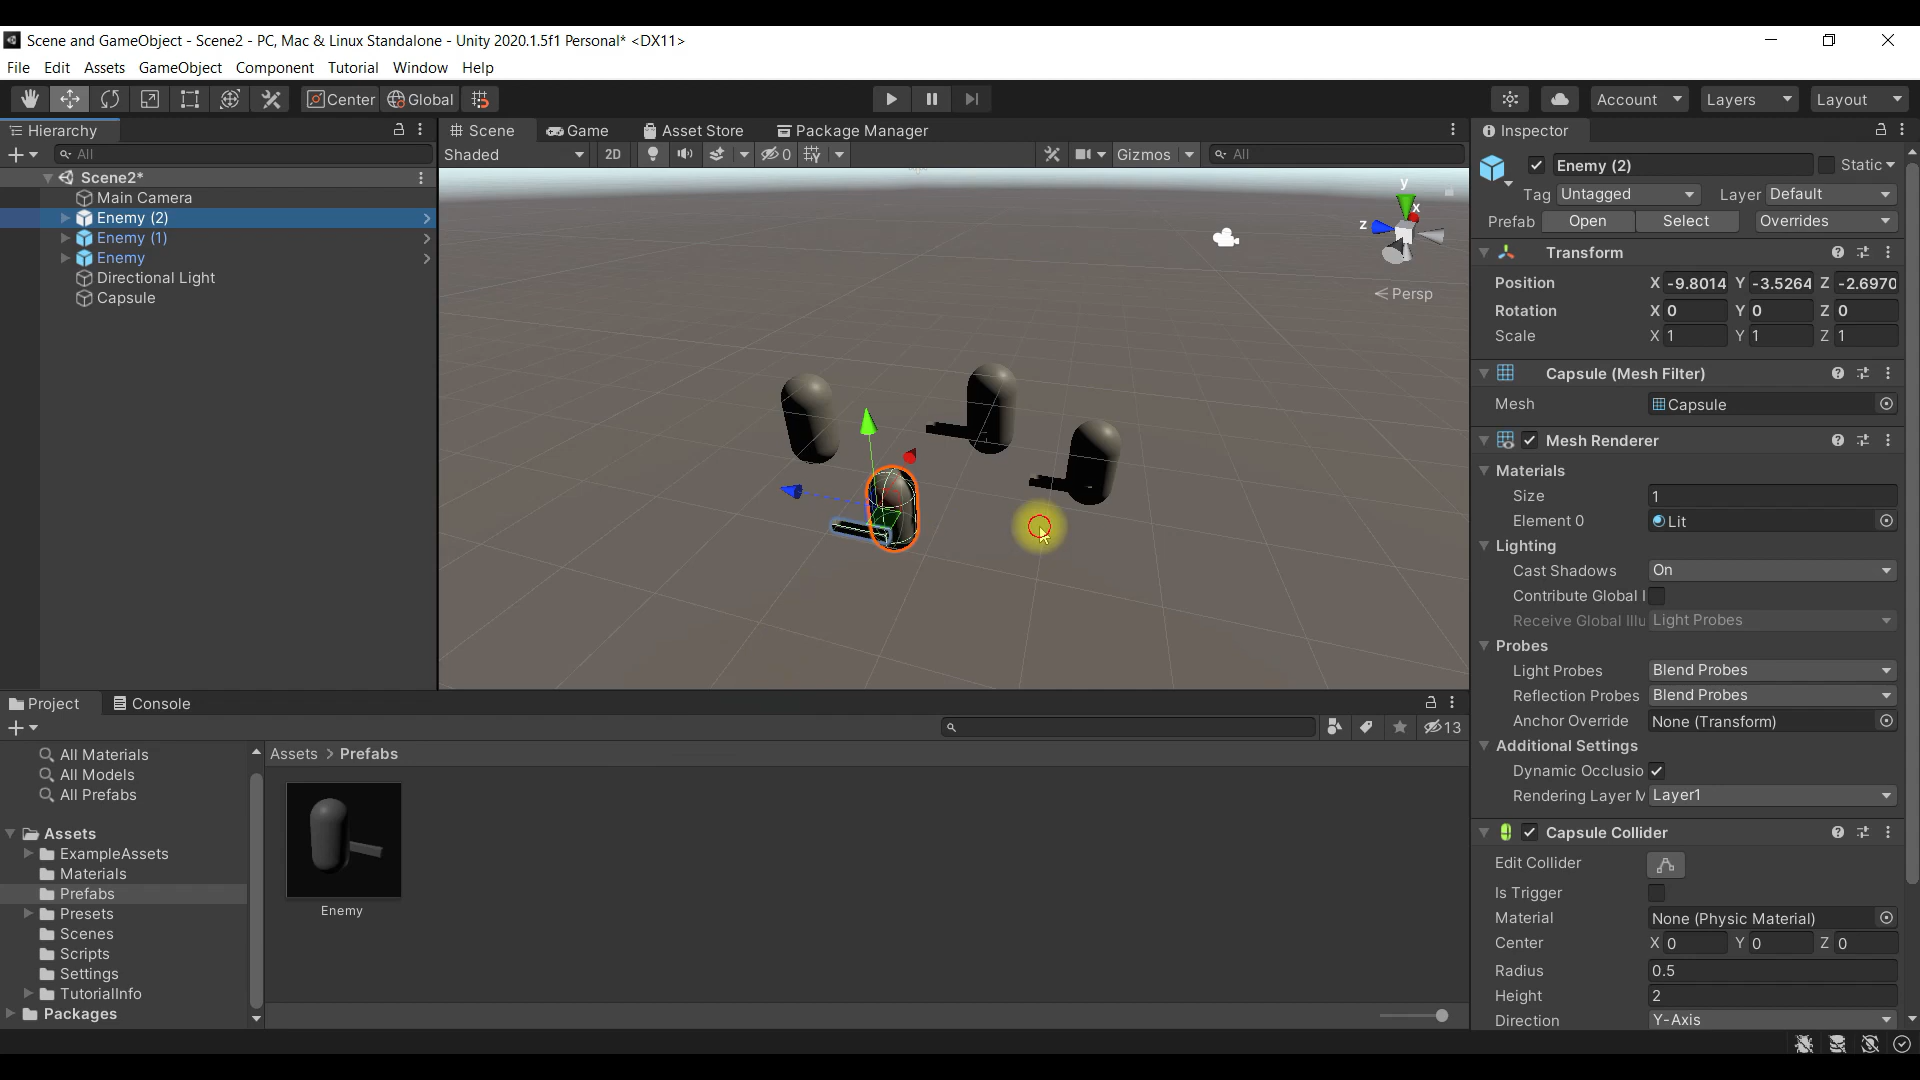 Scene and GameObject - Scene2 - PC, Mac & Linux Standalone - Unity 2020.1.5f1 Personal* <DX11>
File Edit Assets GameObject Component Tutorial Window Help
Center Global Account Layers Layout
Hierarchy
All
Scene2*
Main Camera
Enemy (2)
Enemy (1)
Enemy
Directional Light
Capsule
Scene Game Asset Store Package Manager
Shaded 2D 0 Gizmos All
y
x
z
Persp
Inspector
Enemy (2) Static
Tag Untagged Layer Default
Prefab Open Select Overrides
Transform
Position X -9.8014 Y -3.5264 Z -2.6970
Rotation X 0 Y 0 Z 0
Scale X 1 Y 1 Z 1
Capsule (Mesh Filter)
Mesh Capsule
Mesh Renderer
Materials
Size 1
Element 0 Lit
Lighting
Cast Shadows On
Contribute Global I
Receive Global Illu Light Probes
Probes
Light Probes Blend Probes
Reflection Probes Blend Probes
Anchor Override None (Transform)
Additional Settings
Dynamic Occlusio
Rendering Layer M Layer1
Capsule Collider
Edit Collider
Is Trigger
Material None (Physic Material)
Center X 0 Y 0 Z 0
Radius 0.5
Height 2
Direction Y-Axis
Project Console
13
All Materials
All Models
All Prefabs
Assets
ExampleAssets
Materials
Prefabs
Presets
Scenes
Scripts
Settings
TutorialInfo
Packages
Assets > Prefabs
Enemy